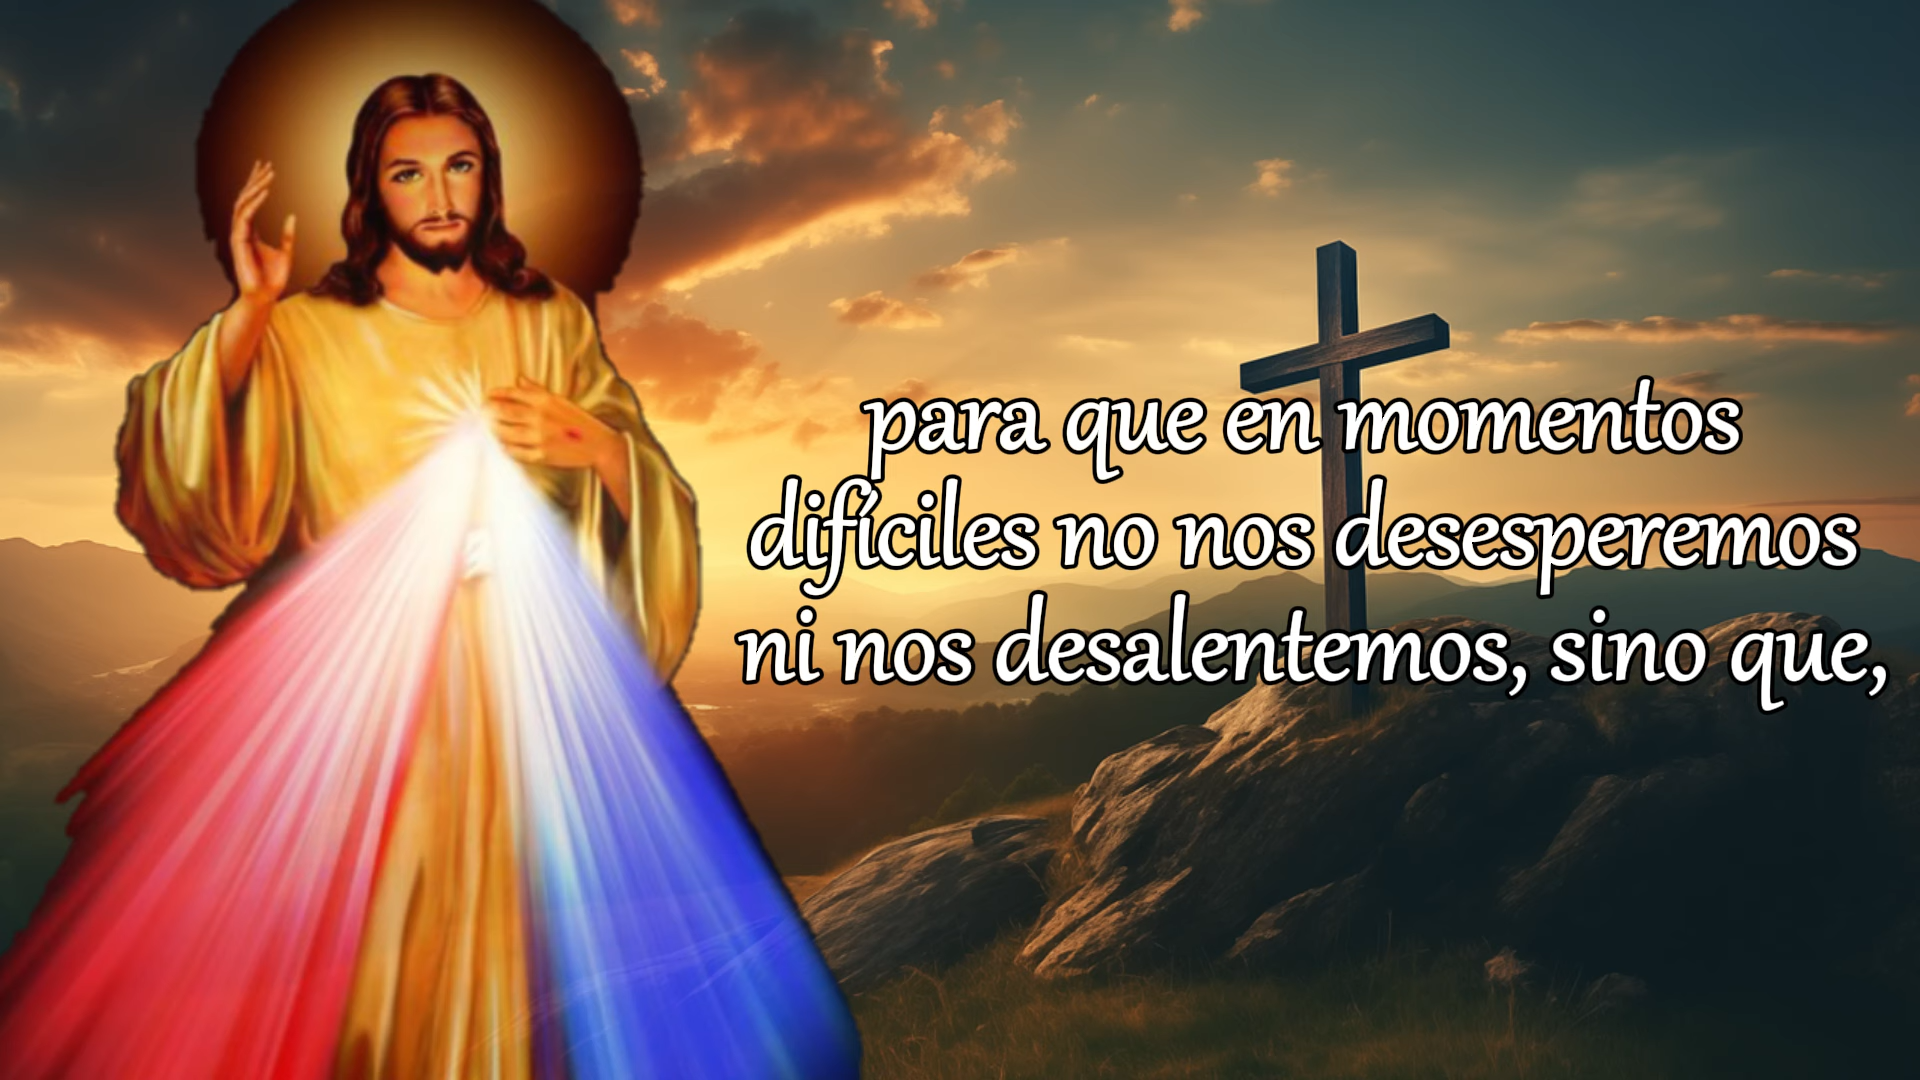 para que en momentos
difíciles no nos desesperemos
ni nos desalentemos, sino que,